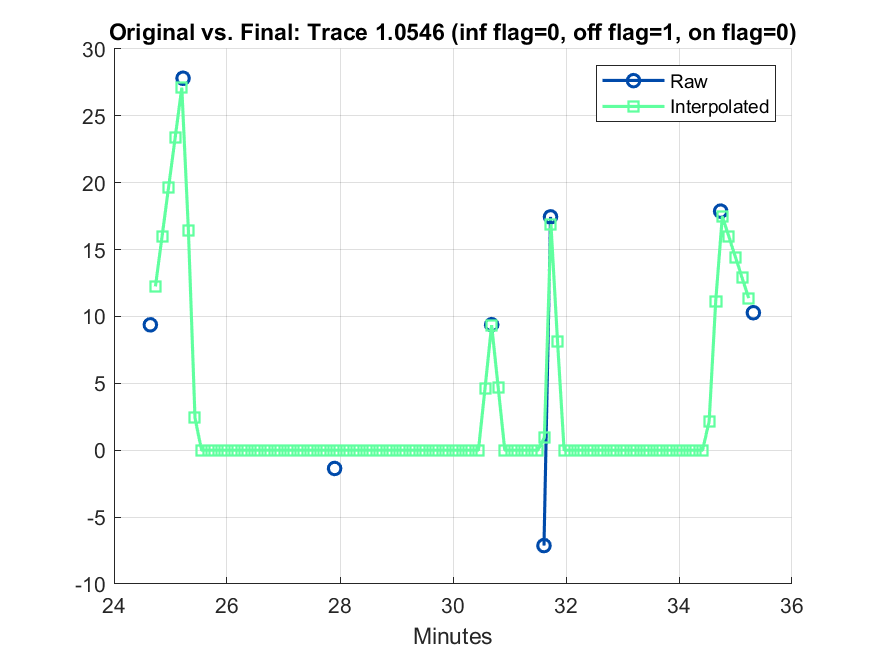 Original vs. Final: Trace 1.0546 (inf flag=0, off flag=1, on flag=0)
30
25
20
15
10
5
0
-5
-10
Raw
Interpolated
24 26 28 30 32 34 36
Minutes